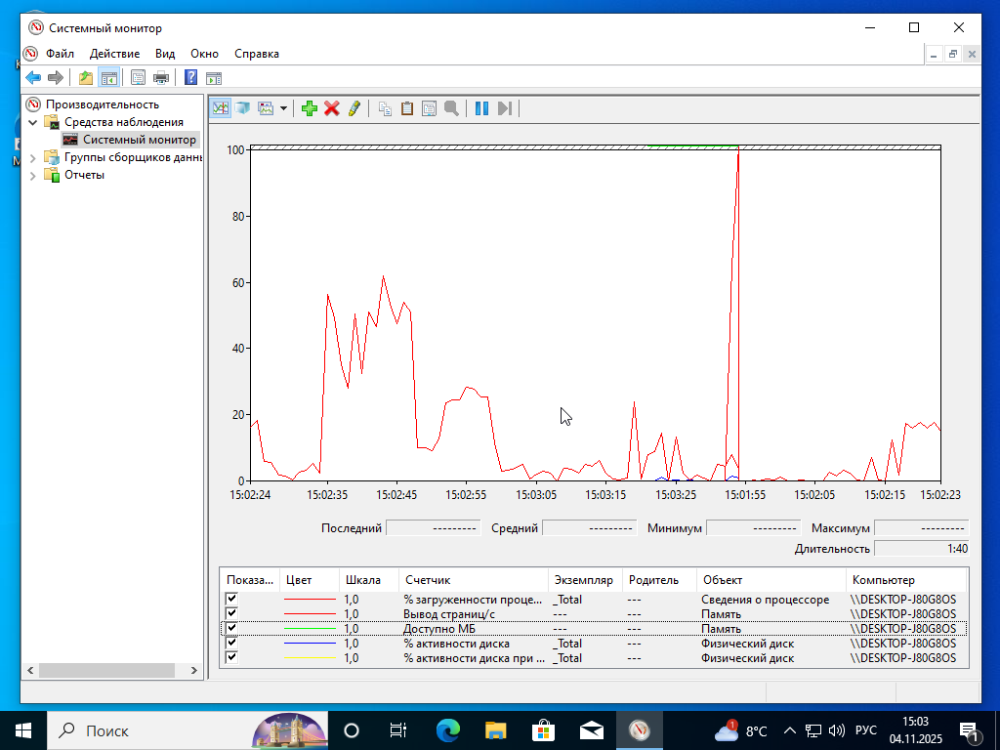 Системный монитор
Файл Действие Вид Окно Справка
Производительность
Средства наблюдения
Системный монитор
Группы сборщиков данны
Отчеты
100
80
60
40
20
0
15:02:24 15:02:35 15:02:45 15:02:55 15:03:05 15:03:15 15:03:25 15:01:55 15:02:05 15:02:15 15:02:23
Последний --------- Средний --------- Минимум --------- Максимум ---------
Длительность 1:40
Показа... Цвет Шкала Счетчик Экземпляр Родитель Объект Компьютер
1,0 % загруженности проце... _Total --- Сведения о процессоре \\DESKTOP-J80G8OS
1,0 Вывод страниц/с --- --- Память \\DESKTOP-J80G8OS
1,0 Доступно МБ --- --- Память \\DESKTOP-J80G8OS
1,0 % активности диска _Total --- Физический диск \\DESKTOP-J80G8OS
1,0 % активности диска при ... _Total --- Физический диск \\DESKTOP-J80G8OS
Поиск
1
8°C
РУС
15:03
04.11.2025
1